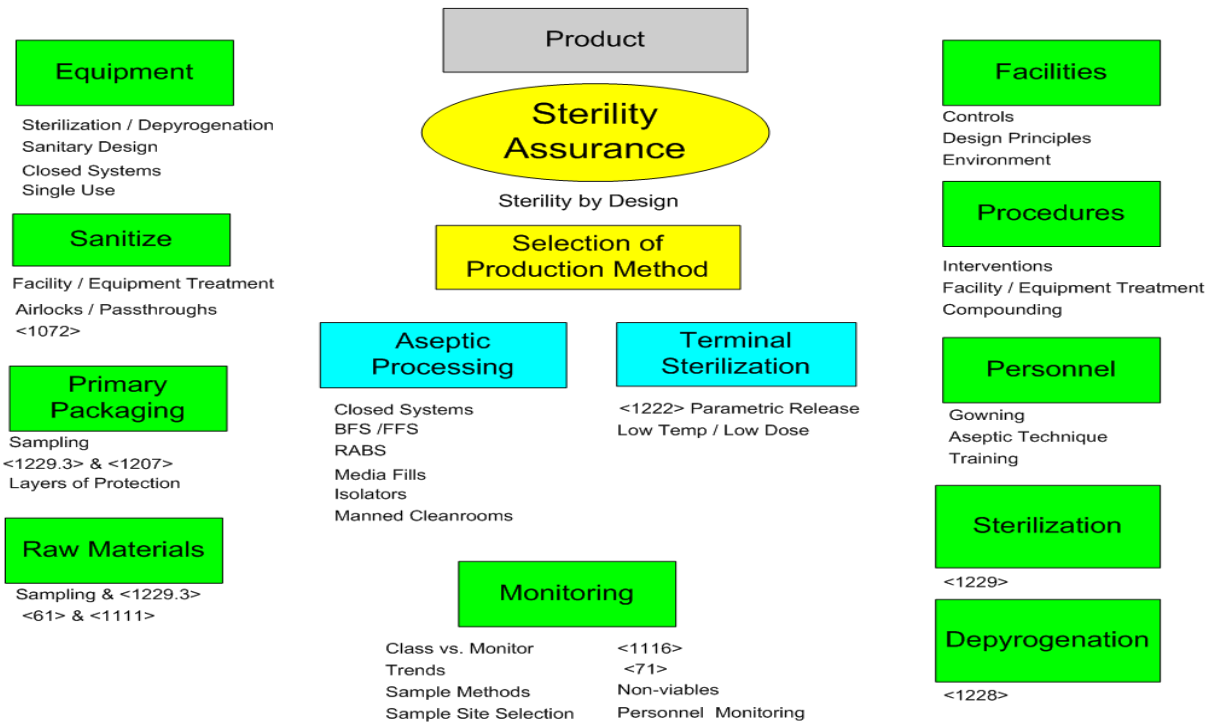 Product
Sterility
Assurance
Sterility by Design
Selection of
Production Method
Equipment
Sterilization / Depyrogenation
Sanitary Design
Closed Systems
Single Use
Sanitize
Facility / Equipment Treatment
Airlocks / Passthroughs
<1072>
Primary
Packaging
Sampling
<1229.3> & <1207>
Layers of Protection
Raw Materials
Sampling & <1229.3>
<61> & <1111>
Aseptic
Processing
Closed Systems
BFS /FFS
RABS
Media Fills
Isolators
Manned Cleanrooms
Terminal
Sterilization
<1222> Parametric Release
Low Temp / Low Dose
Monitoring
Class vs. Monitor
Trends
Sample Methods
Sample Site Selection
<1116>
<71>
Non-viables
Personnel Monitoring
Facilities
Controls
Design Principles
Environment
Procedures
Interventions
Facility / Equipment Treatment
Compounding
Personnel
Gowning
Aseptic Technique
Training
Sterilization
<1229>
Depyrogenation
<1228>